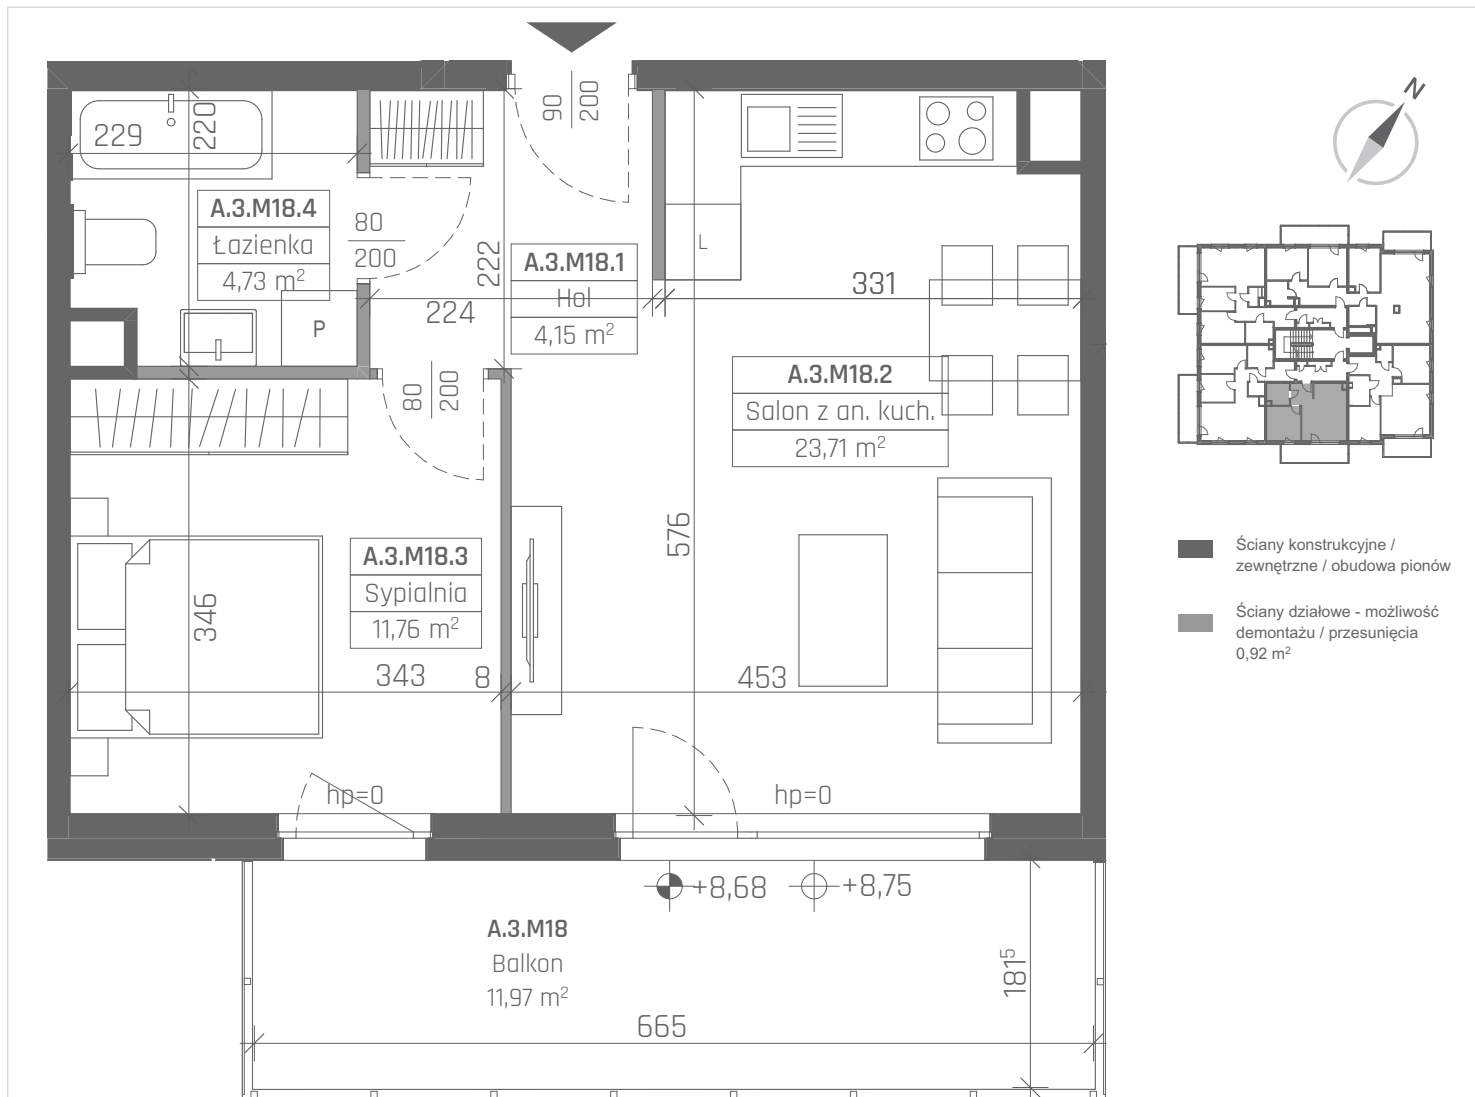 N
90
200
229
220
A.3.M18.4
Łazienka
4,73 m²
80
200
222
A.3.M18.1
Hol
4,15 m²
L
331
224
P
80
200
A.3.M18.2
Salon z an. kuch.
23,71 m²
576
A.3.M18.3
Sypialnia
11,76 m²
346
343
8
453
hp=0
hp=0
+8,68
+8,75
A.3.M18
Balkon
11,97 m²
181⁵
665
Ściany konstrukcyjne /
zewnętrzne / obudowa pionów
Ściany działowe - możliwość
demontażu / przesunięcia
0,92 m²